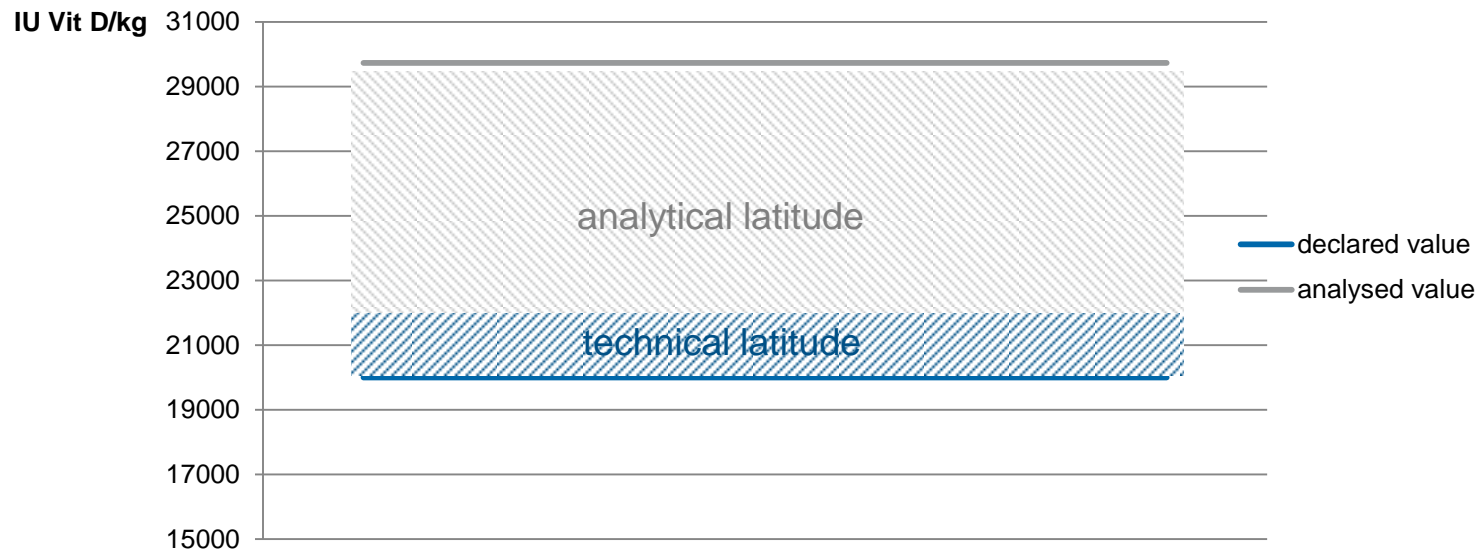 IU Vit D/kg 31000
29000
27000
25000
23000
21000
19000
17000
15000
analytical latitude
technical latitude
declared value
analysed value